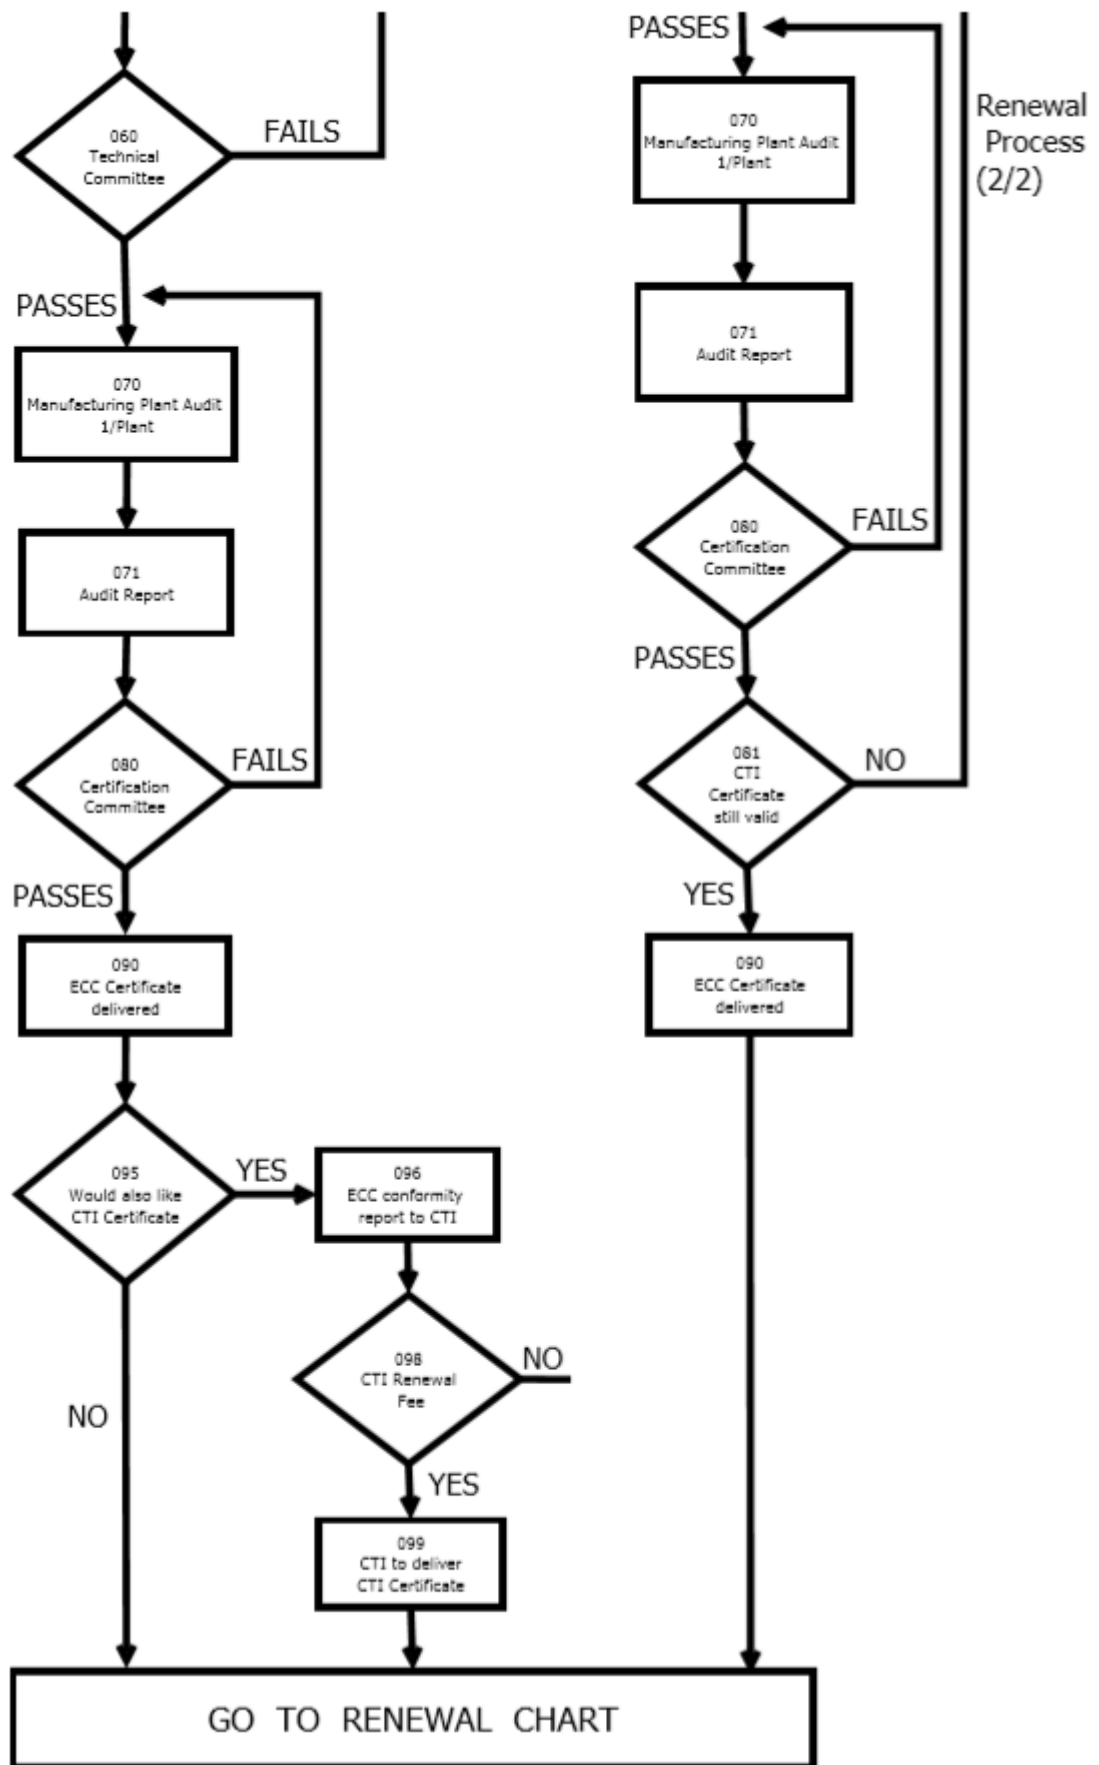 060
Technical
Committee
FAILS
PASSES
070
Manufacturing Plant Audit
1/Plant
071
Audit Report
080
Certification
Committee
FAILS
PASSES
090
ECC Certificate
delivered
095
Would also like
CTI Certificate
YES
096
ECC conformity
report to CTI
098
CTI Renewal
Fee
NO
NO
YES
099
CTI to deliver
CTI Certificate
PASSES
Renewal
Process
(2/2)
070
Manufacturing Plant Audit
1/Plant
071
Audit Report
080
Certification
Committee
FAILS
PASSES
081
CTI
Certificate
still valid
NO
YES
090
ECC Certificate
delivered
GO TO RENEWAL CHART